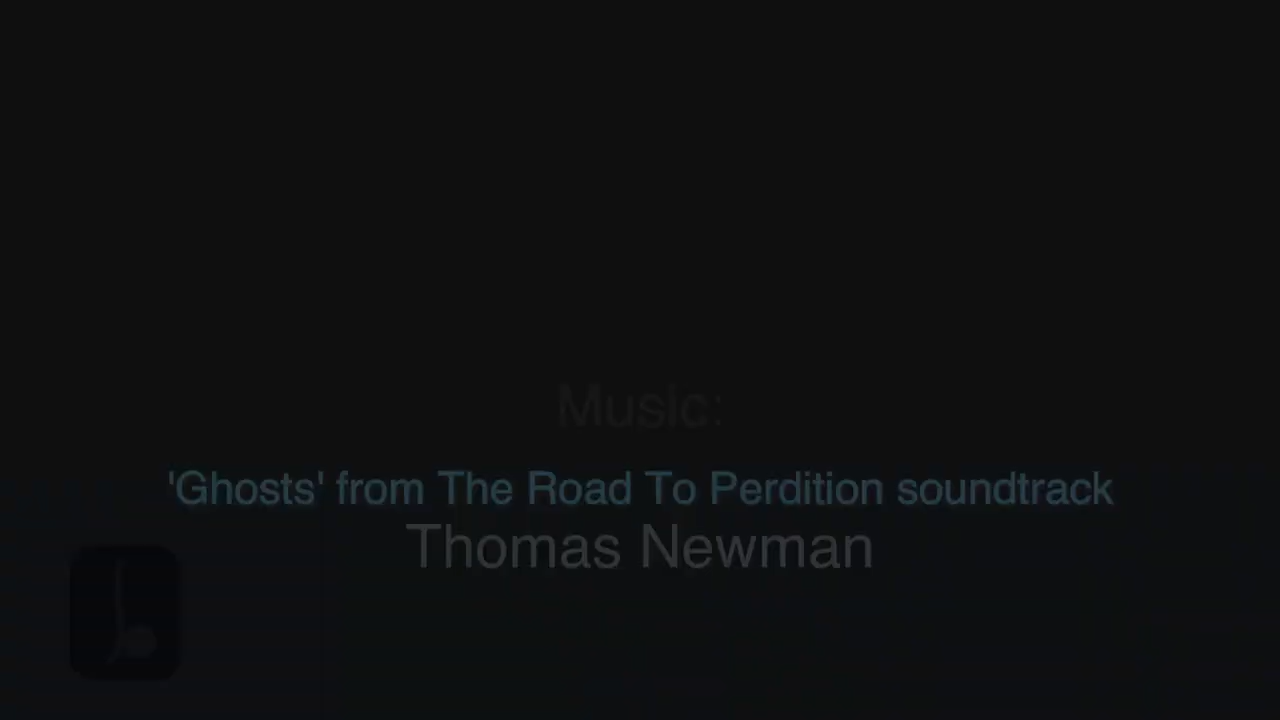 Music:
'Ghosts' from The Road To Perdition soundtrack
Thomas Newman